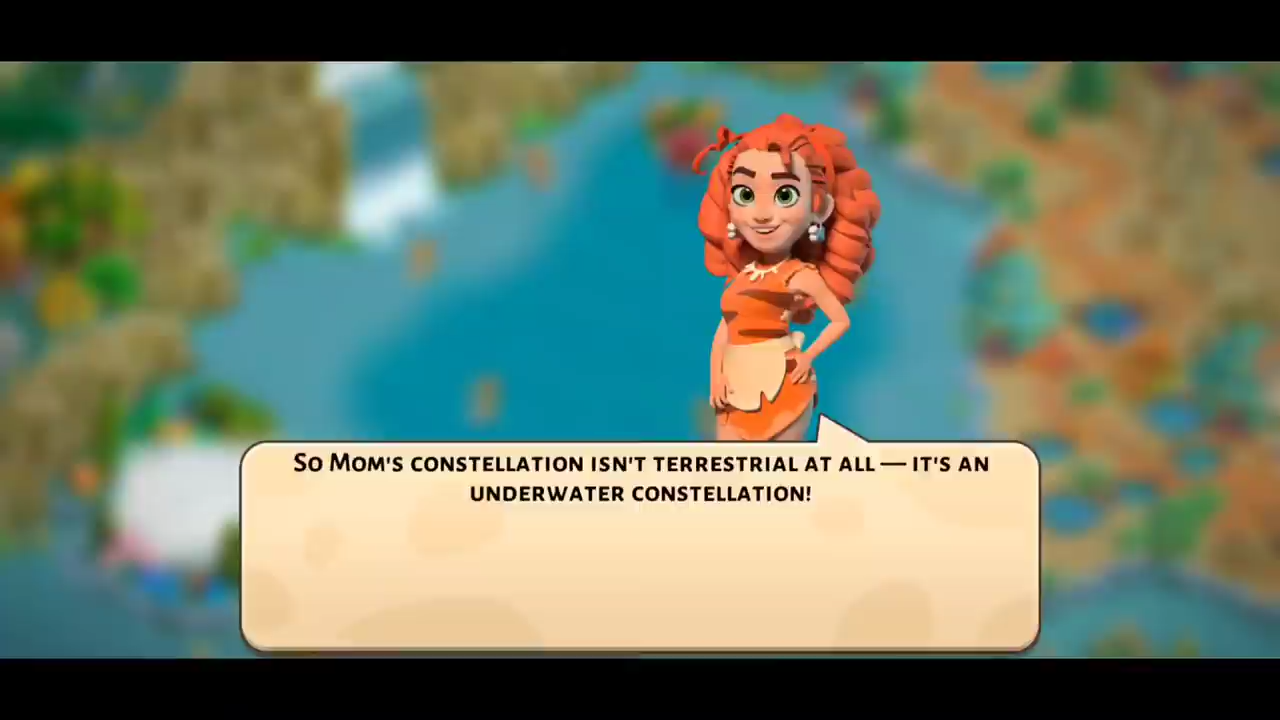 So Mom's constellation isn't terrestrial at all — it's an
underwater constellation!